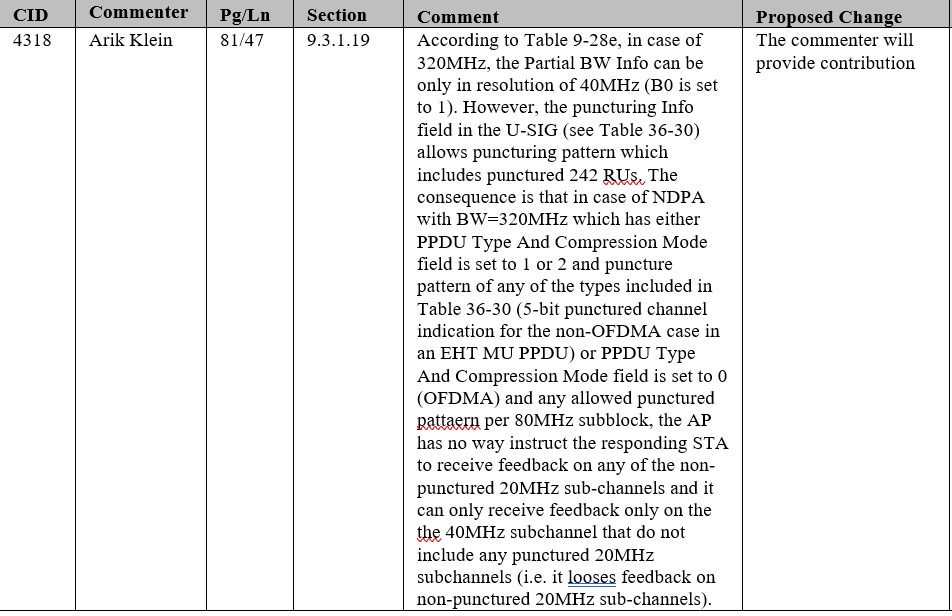 CID Commenter Pg/Ln Section Comment Proposed Change
4318 Arik Klein 81/47 9.3.1.19 According to Table 9-28e, in case of The commenter will
320MHz, the Partial BW Info can be provide contribution
only in resolution of 40MHz (B0 is set
to 1). However, the puncturing Info
field in the U-SIG (see Table 36-30)
allows puncturing pattern which
includes punctured 242 RUs. The
consequence is that in case of NDPA
with BW=320MHz which has either
PPDU Type And Compression Mode
field is set to 1 or 2 and puncture
pattern of any of the types included in
Table 36-30 (5-bit punctured channel
indication for the non-OFDMA case in
an EHT MU PPDU) or PPDU Type
And Compression Mode field is set to 0
(OFDMA) and any allowed punctured
pattaern per 80MHz subblock, the AP
has no way instruct the responding STA
to receive feedback on any of the non-
punctured 20MHz sub-channels and it
can only receive feedback only on the
the 40MHz subchannel that do not
include any punctured 20MHz
subchannels (i.e. it looses feedback on
non-punctured 20MHz sub-channels).